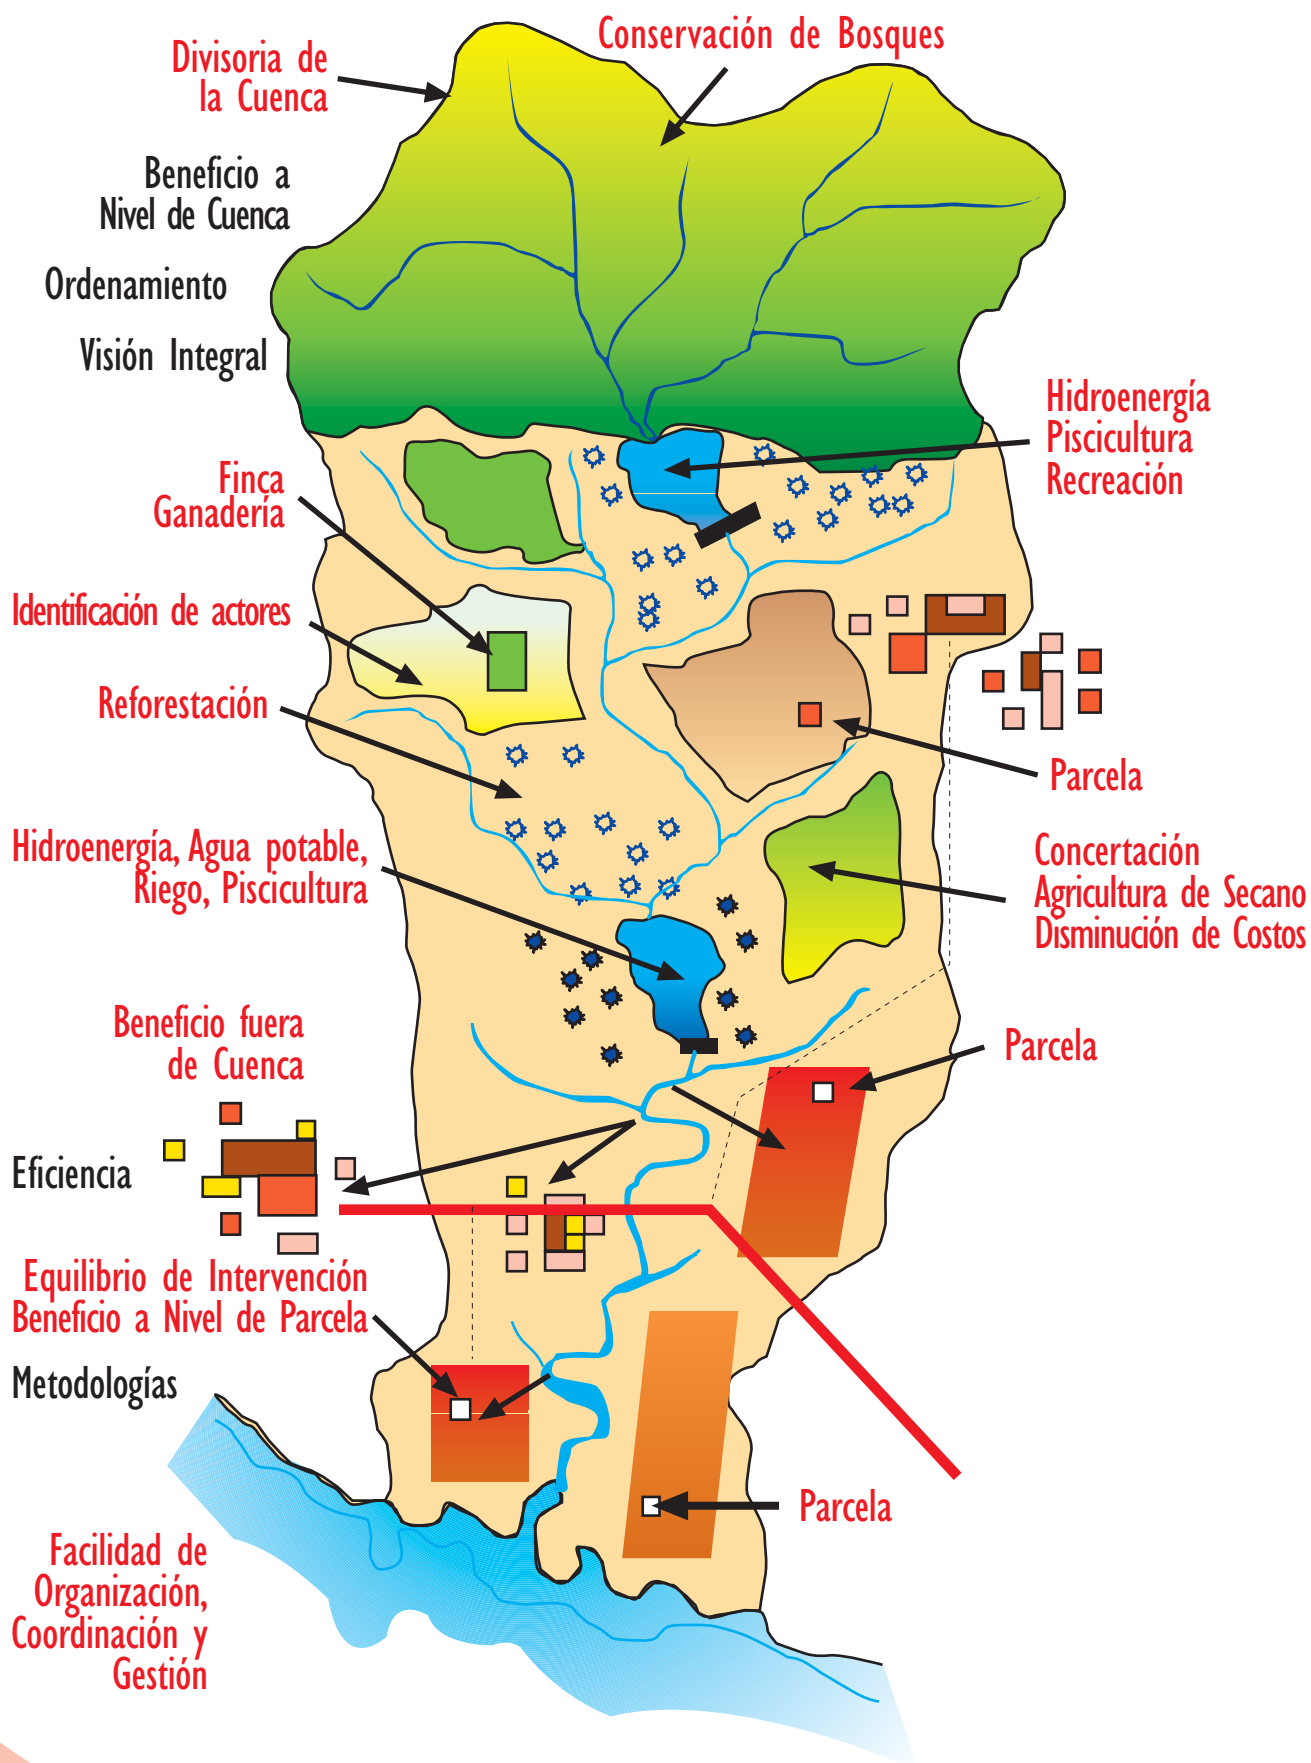 Conservación de Bosques
Divisoria de
la Cuenca
Beneficio a
Nivel de Cuenca
Ordenamiento
Visión Integral
Hidroenergía
Piscicultura
Recreación
Finca
Ganadería
Identificación de actores
Reforestación
Parcela
Hidroenergía, Agua potable,
Riego, Piscicultura
Concertación
Agricultura de Secano
Disminución de Costos
Beneficio fuera
de Cuenca
Parcela
Eficiencia
Equilibrio de Intervención
Beneficio a Nivel de Parcela
Metodologías
Parcela
Facilidad de
Organización,
Coordinación y
Gestión